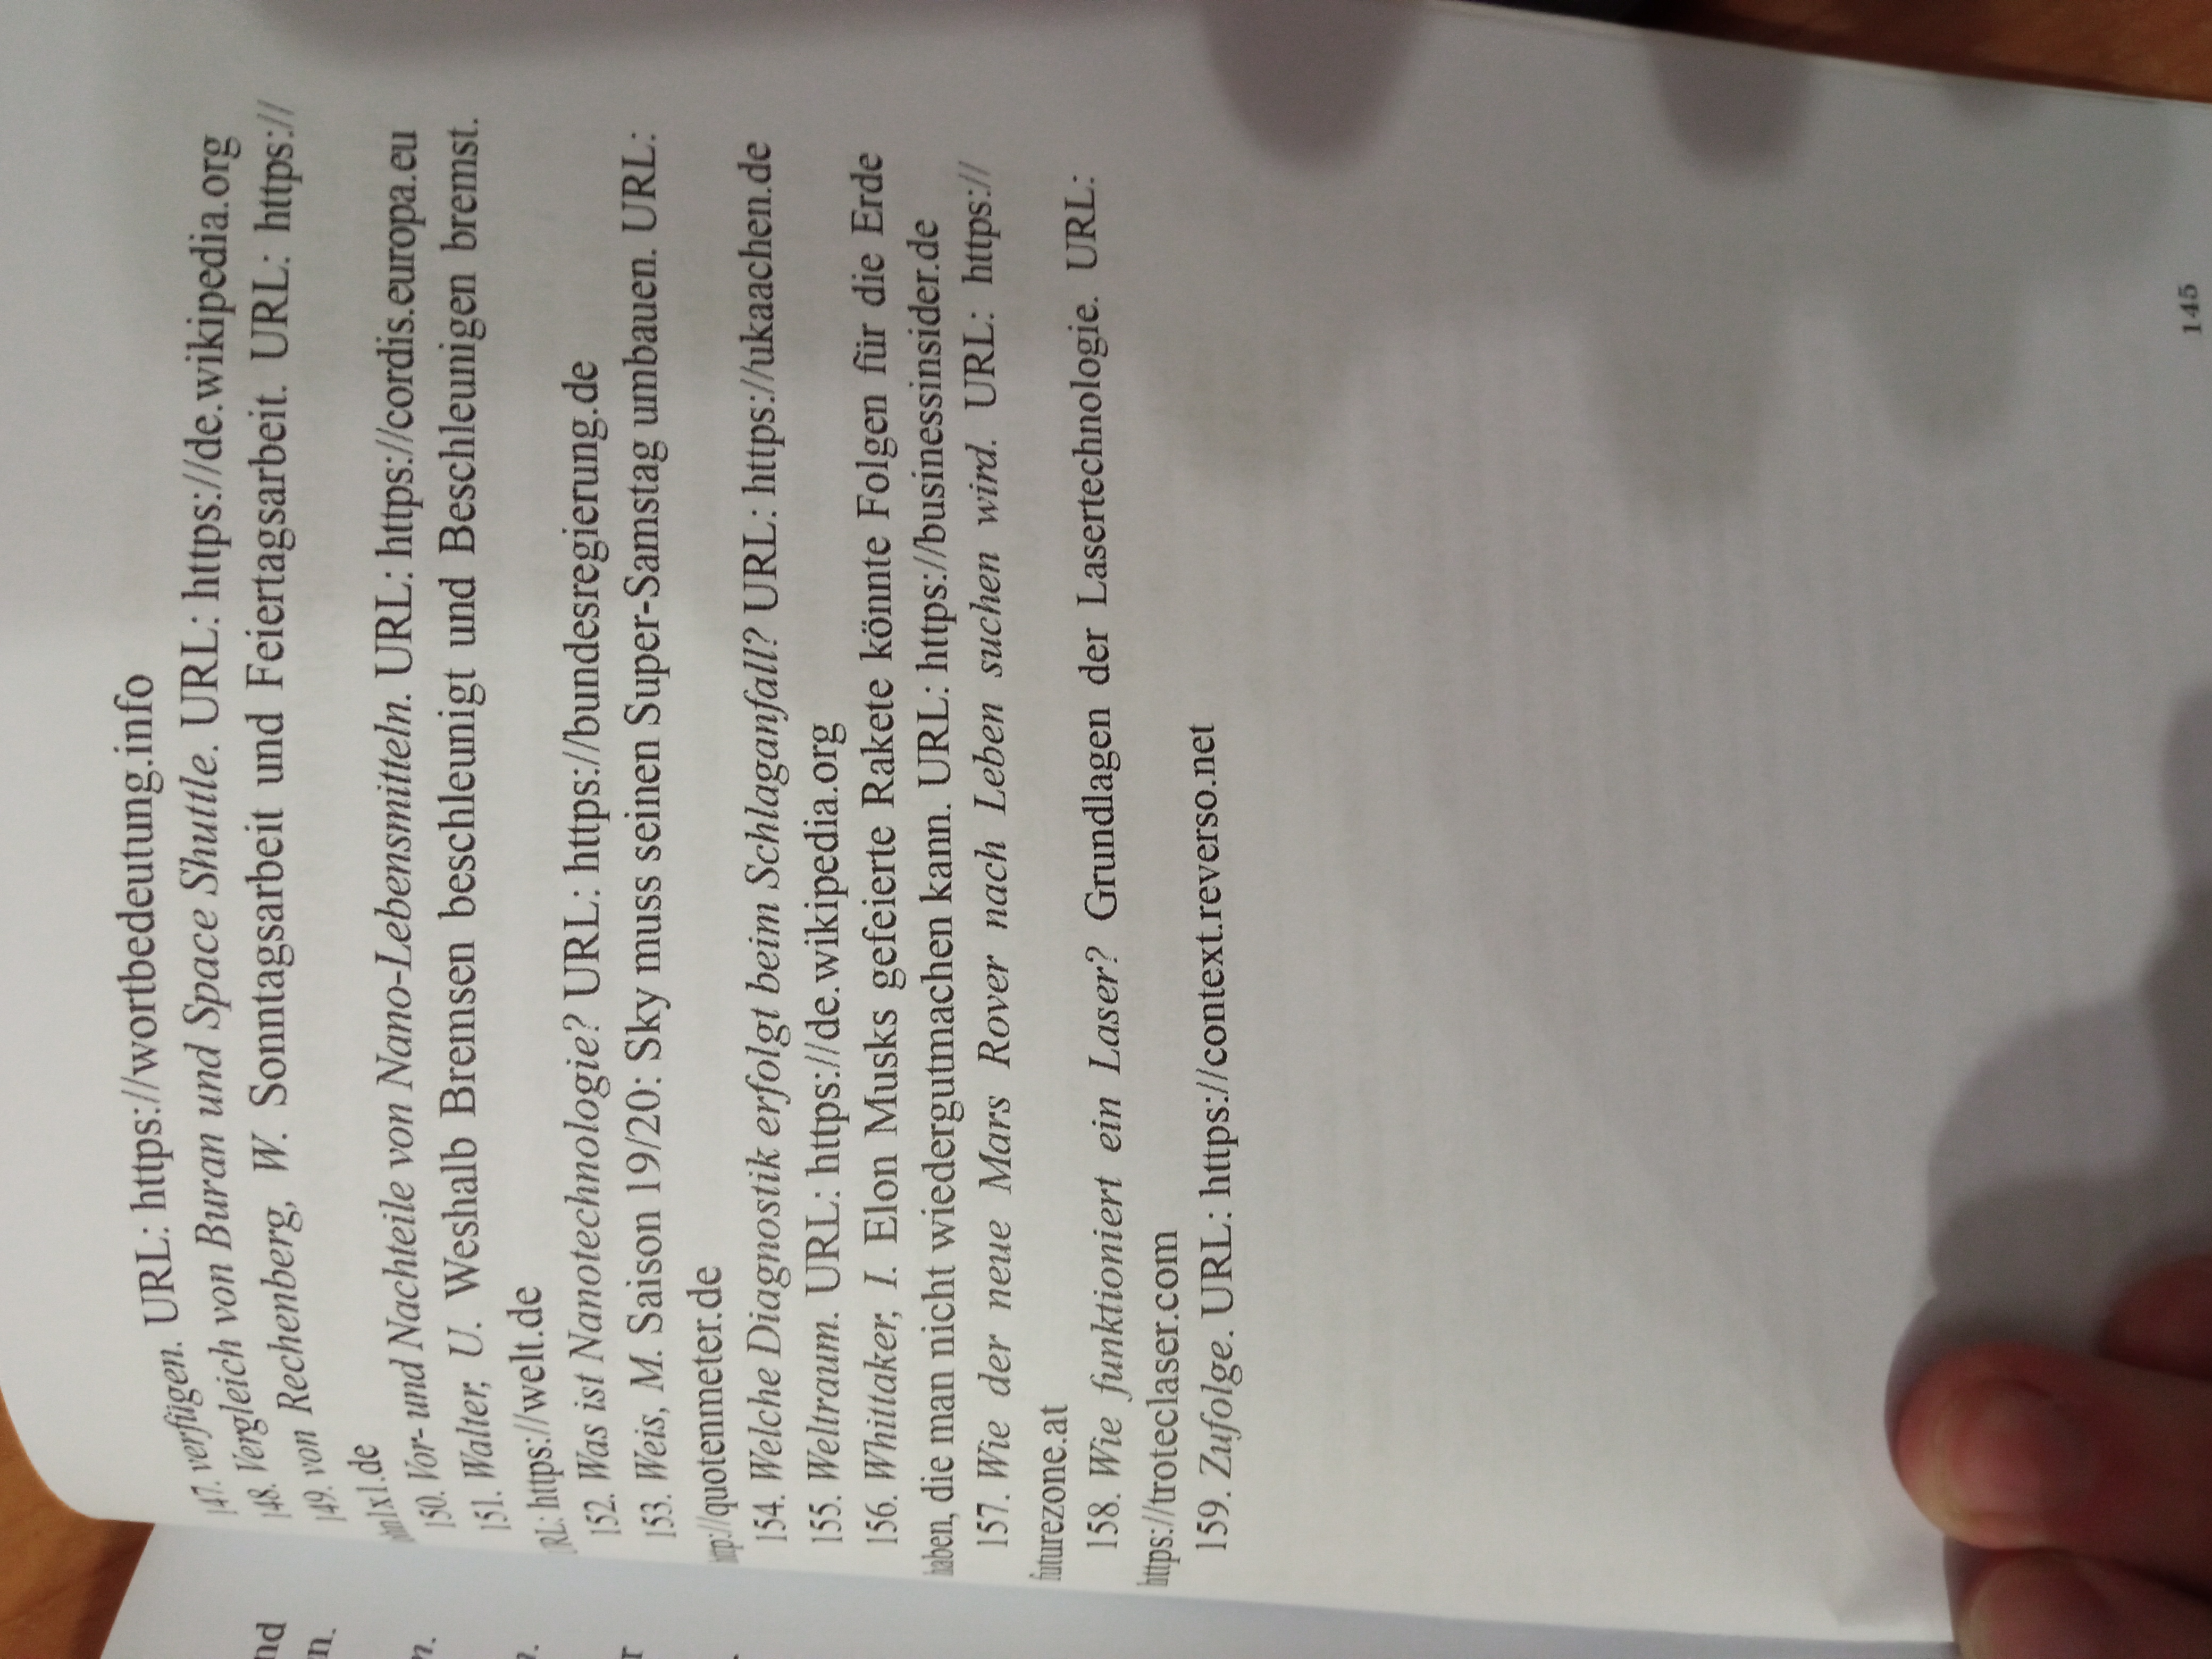 nd
n.
n.
r
147. verfügen. URL: https://wortbedeutung.info
148. Vergleich von Buran und Space Shuttle. URL: https://de.wikipedia.org
149. von Rechenberg, W. Sonntagsarbeit und Feiertagsarbeit. URL: https://
lohn1x1.de
150. Vor- und Nachteile von Nano-Lebensmitteln. URL: https://cordis.europa.eu
151. Walter, U. Weshalb Bremsen beschleunigt und Beschleunigen bremst.
URL: https://welt.de
152. Was ist Nanotechnologie? URL: https://bundesregierung.de
153. Weis, M. Saison 19/20: Sky muss seinen Super-Samstag umbauen. URL:
http://quotenmeter.de
154. Welche Diagnostik erfolgt beim Schlaganfall? URL: https://ukaachen.de
155. Weltraum. URL: https://de.wikipedia.org
156. Whittaker, I. Elon Musks gefeierte Rakete könnte Folgen für die Erde
haben, die man nicht wiedergutmachen kann. URL: https://businessinsider.de
157. Wie der neue Mars Rover nach Leben suchen wird. URL: https://
futurezone.at
158. Wie funktioniert ein Laser? Grundlagen der Lasertechnologie. URL:
https://troteclaser.com
159. Zufolge. URL: https://context.reverso.net
145